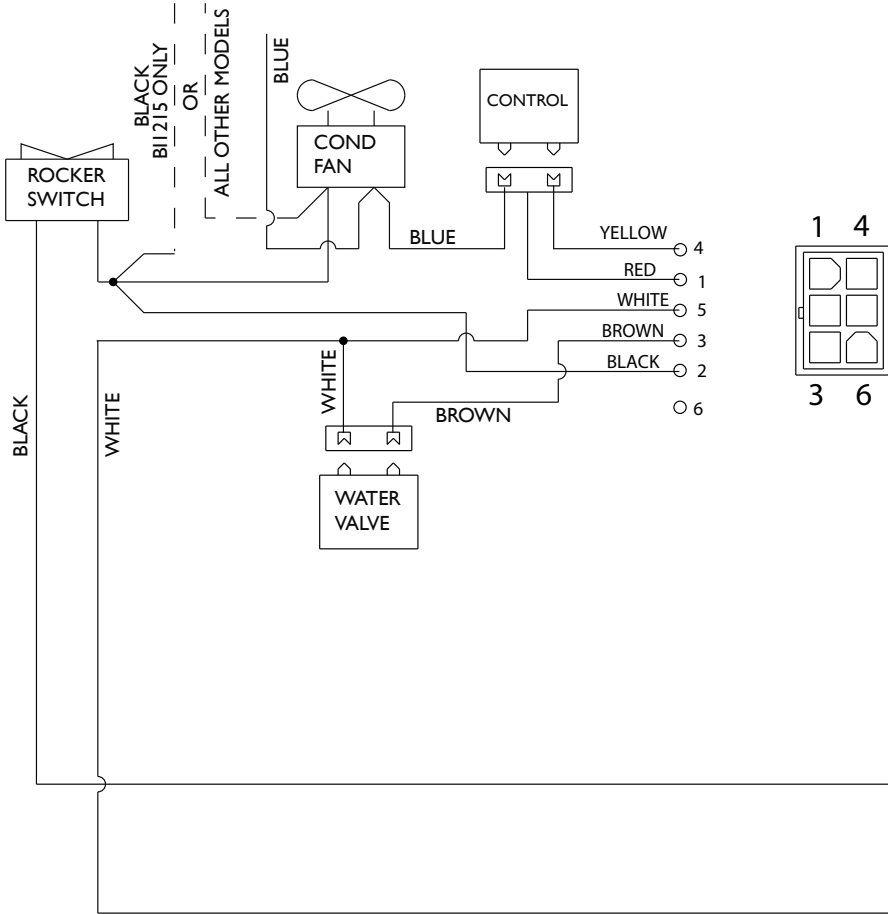 BLACK
BI1215 ONLY
OR
ALL OTHER MODELS
BLUE
CONTROL
COND
FAN
ROCKER
SWITCH
BLUE
YELLOW 4
RED 1
WHITE 5
BROWN 3
BLACK 2
6
1 4
3 6
BLACK
WHITE
WHITE
BROWN
WATER
VALVE